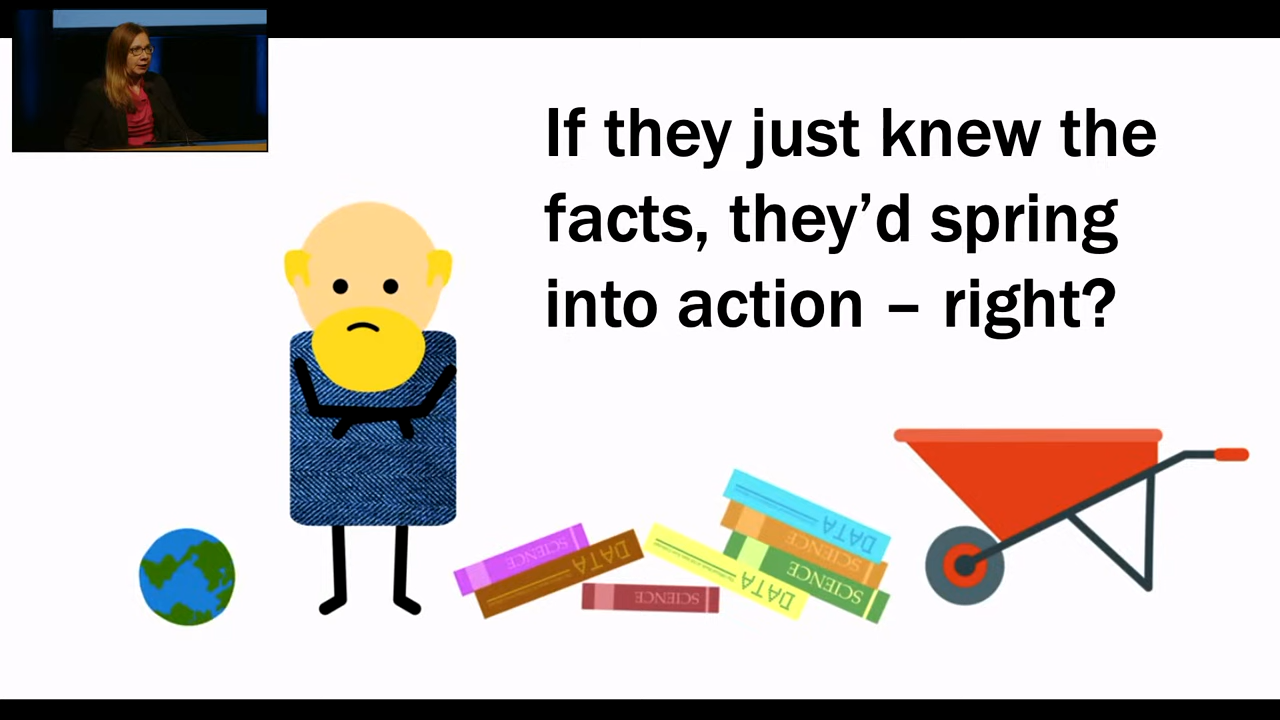 If they just knew the
facts, they’d spring
into action – right?
DATA
SCIENCE
SCIENCE
DATA
SCIENCE
DATA
SCIENCE